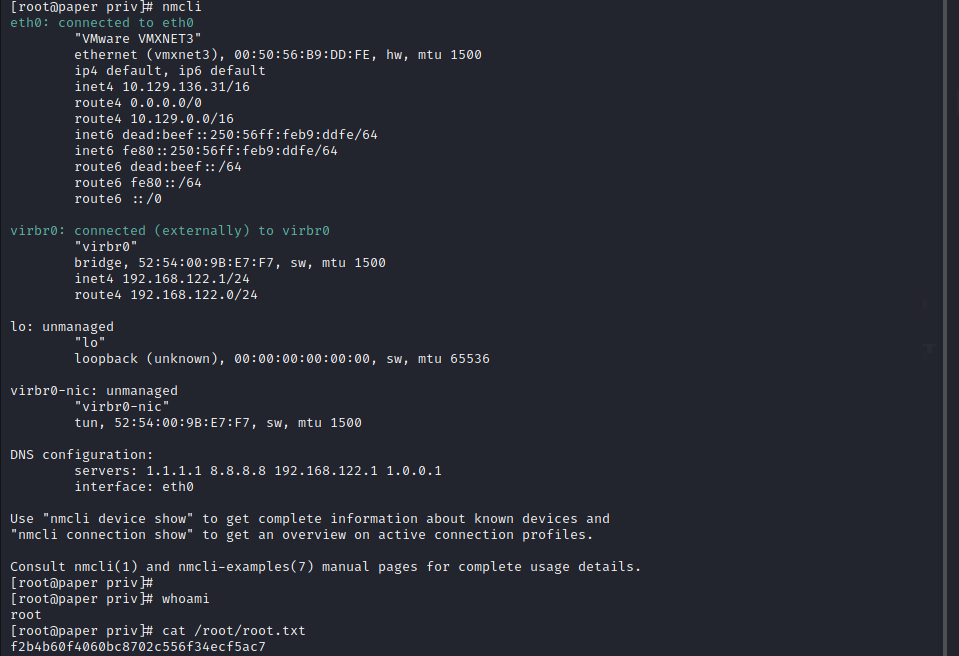 [root@paper priv]# nmcli
eth0: connected to eth0
        "VMware VMXNET3"
        ethernet (vmxnet3), 00:50:56:B9:DD:FE, hw, mtu 1500
        ip4 default, ip6 default
        inet4 10.129.136.31/16
        route4 0.0.0.0/0
        route4 10.129.0.0/16
        inet6 dead:beef::250:56ff:feb9:ddfe/64
        inet6 fe80::250:56ff:feb9:ddfe/64
        route6 dead:beef::/64
        route6 fe80::/64
        route6 ::/0

virbr0: connected (externally) to virbr0
        "virbr0"
        bridge, 52:54:00:9B:E7:F7, sw, mtu 1500
        inet4 192.168.122.1/24
        route4 192.168.122.0/24

lo: unmanaged
        "lo"
        loopback (unknown), 00:00:00:00:00:00, sw, mtu 65536

virbr0-nic: unmanaged
        "virbr0-nic"
        tun, 52:54:00:9B:E7:F7, sw, mtu 1500

DNS configuration:
        servers: 1.1.1.1 8.8.8.8 192.168.122.1 1.0.0.1
        interface: eth0

Use "nmcli device show" to get complete information about known devices and
"nmcli connection show" to get an overview on active connection profiles.

Consult nmcli(1) and nmcli-examples(7) manual pages for complete usage details.
[root@paper priv]#
[root@paper priv]# whoami
root
[root@paper priv]# cat /root/root.txt
f2b4b60f4060bc8702c556f34ecf5ac7